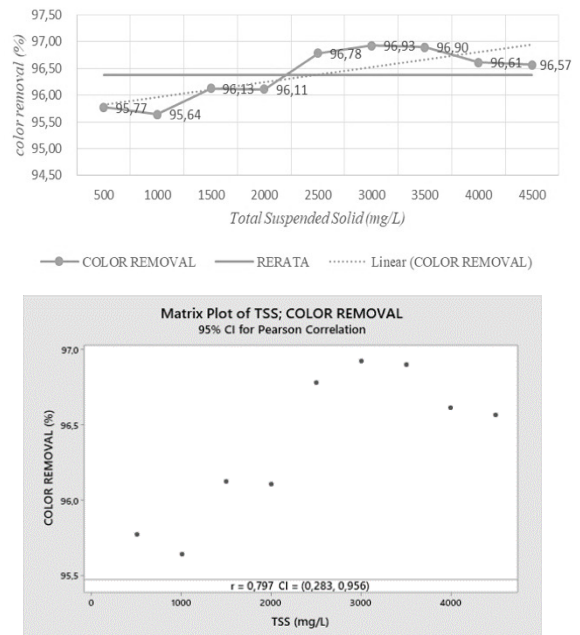 97,50
97,00
96,50
96,00
95,50
95,00
94,50
color removal (%)
95,77
95,64
96,13
96,11
96,78
96,93
96,90
96,61
96,57
500 1000 1500 2000 2500 3000 3500 4000 4500
Total Suspended Solid (mg/L)
COLOR REMOVAL RERATA Linear (COLOR REMOVAL)
Matrix Plot of TSS; COLOR REMOVAL
95% CI for Pearson Correlation
97,0
96,5
96,0
95,5
COLOR REMOVAL (%)
r = 0,797 CI = (0,283, 0,956)
0 1000 2000 3000 4000
TSS (mg/L)